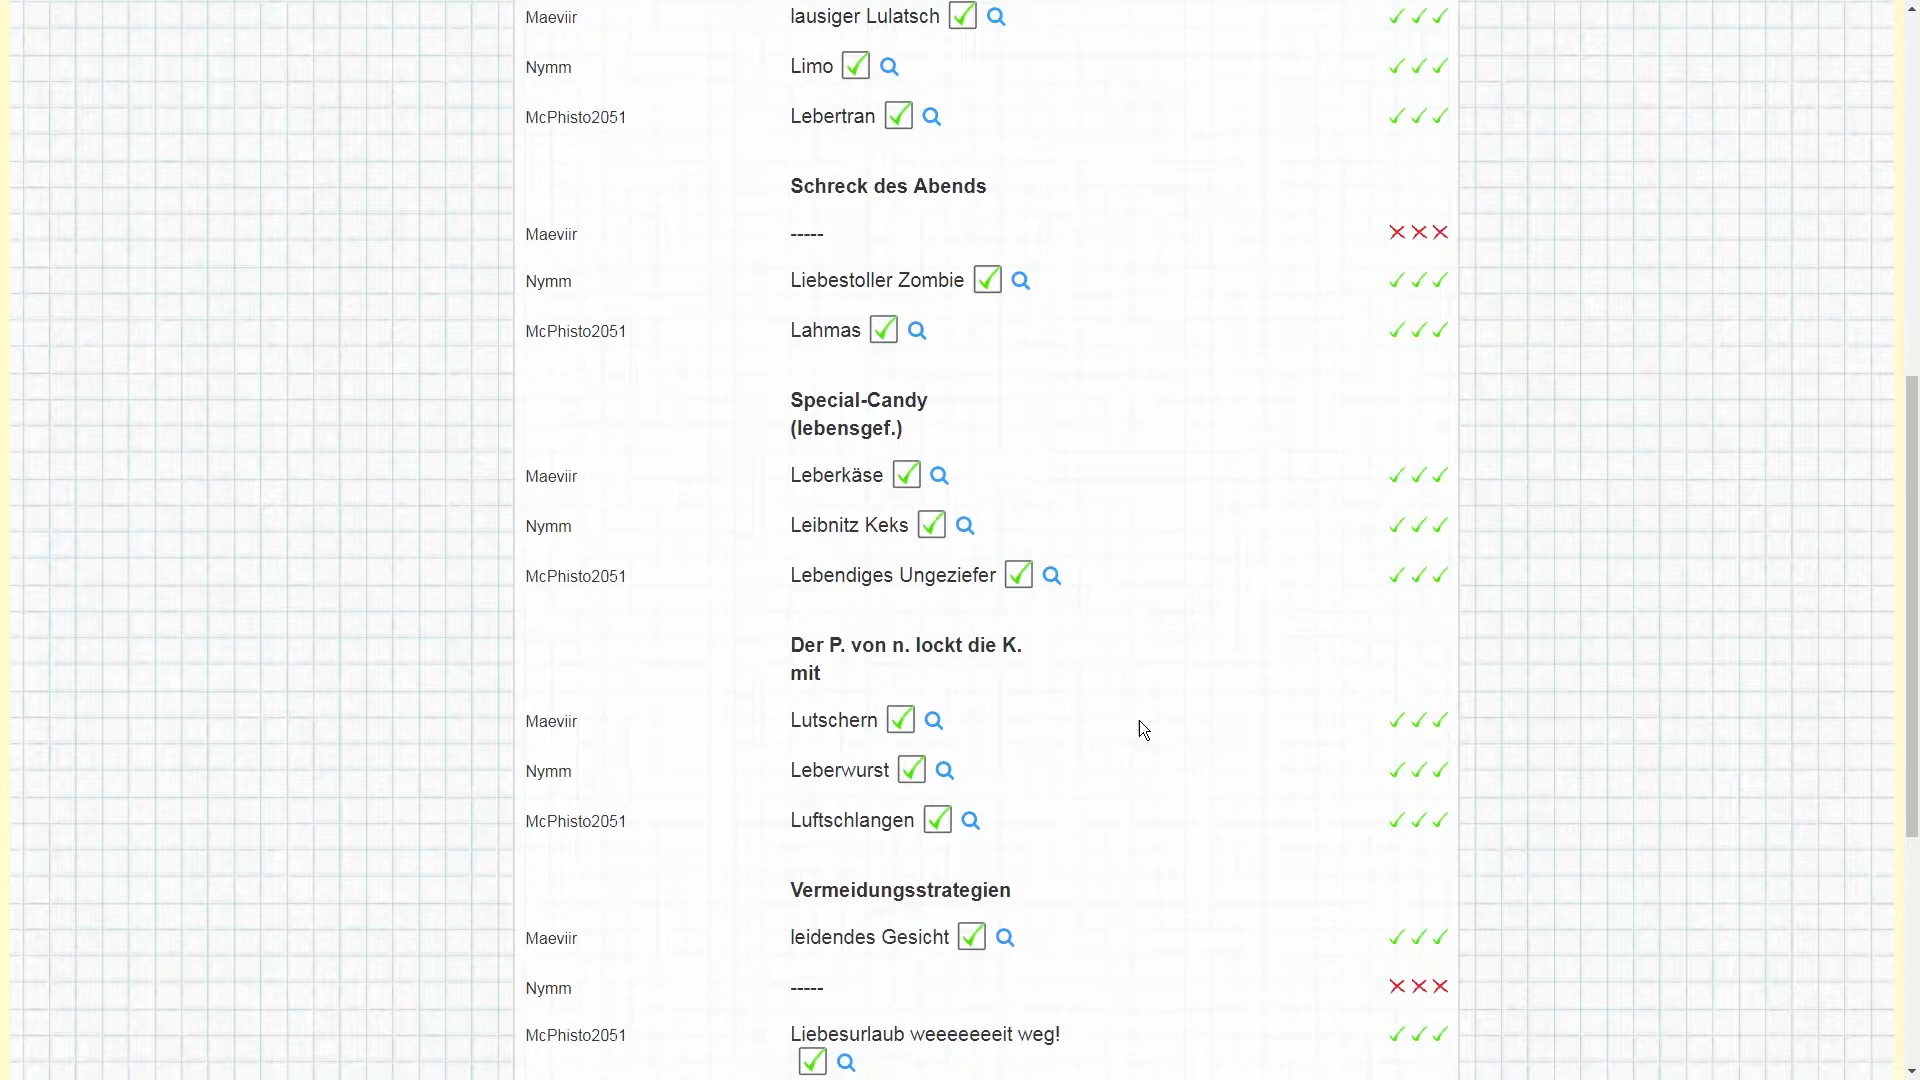 Maeviir lausiger Lulatsch
Nymm Limo
McPhisto2051 Lebertran
Schreck des Abends
Maeviir -----
Nymm Liebestoller Zombie
McPhisto2051 Lahmas
Special-Candy
(lebensgef.)
Maeviir Leberkäse
Nymm Leibnitz Keks
McPhisto2051 Lebendiges Ungeziefer
Der P. von n. lockt die K.
mit
Maeviir Lutschern
Nymm Leberwurst
McPhisto2051 Luftschlangen
Vermeidungsstrategien
Maeviir leidendes Gesicht
Nymm -----
McPhisto2051 Liebesurlaub weeeeeeeit weg!